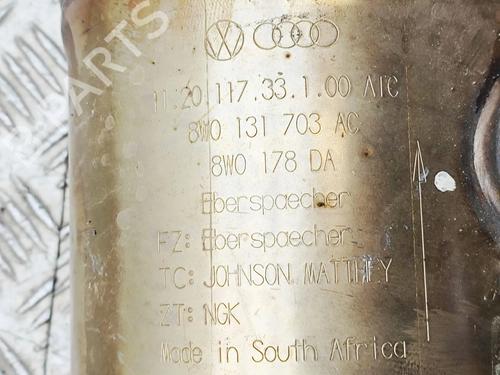 11.20.117.33.1.00 ATC
8W0 131 703 AC
8W0 178 DA
Eberspaecher
FZ: Eberspaecher
TC: JOHNSON MATTHEY
ZT: NGK
Made in South Africa
PARTS